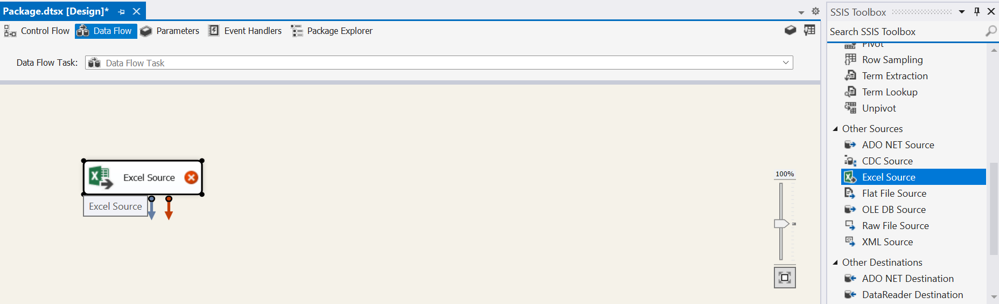 Package.dtsx [Design]*
Control Flow
Data Flow
Parameters
Event Handlers
Package Explorer
Data Flow Task:
Data Flow Task
Excel Source
Excel Source
100%
SSIS Toolbox
Search SSIS Toolbox
Pivot
Row Sampling
Term Extraction
Term Lookup
Unpivot
Other Sources
ADO NET Source
CDC Source
Excel Source
Flat File Source
OLE DB Source
Raw File Source
XML Source
Other Destinations
ADO NET Destination
DataReader Destination